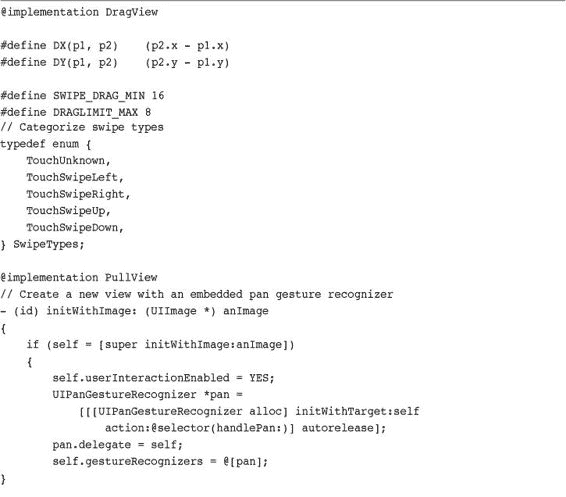 @implementation DragView
#define DX(p1, p2)    (p2.x - p1.x)
#define DY(p1, p2)    (p2.y - p1.y)
#define SWIPE_DRAG_MIN 16
#define DRAGLIMIT_MAX 8
// Categorize swipe types
typedef enum {
    TouchUnknown,
    TouchSwipeLeft,
    TouchSwipeRight,
    TouchSwipeUp,
    TouchSwipeDown,
} SwipeTypes;
@implementation PullView
// Create a new view with an embedded pan gesture recognizer
- (id) initWithImage: (UIImage *) anImage
{
    if (self = [super initWithImage:anImage])
    {
        self.userInteractionEnabled = YES;
        UIPanGestureRecognizer *pan =
            [[[UIPanGestureRecognizer alloc] initWithTarget:self
                action:@selector(handlePan:)] autorelease];
        pan.delegate = self;
        self.gestureRecognizers = @[pan];
}